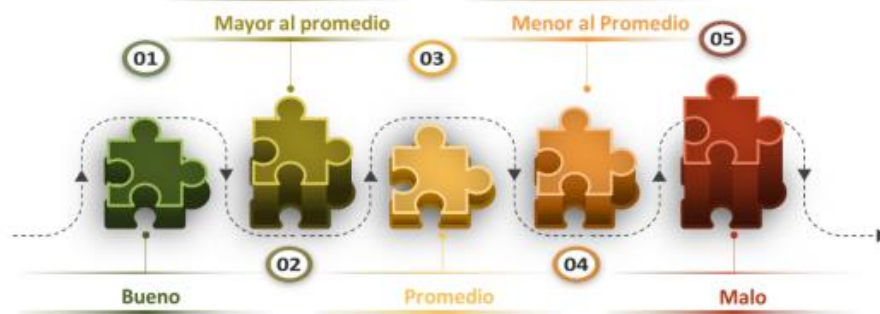 Mayor al promedio
Menor al Promedio
01
03
05
02
04
Bueno
Promedio
Malo